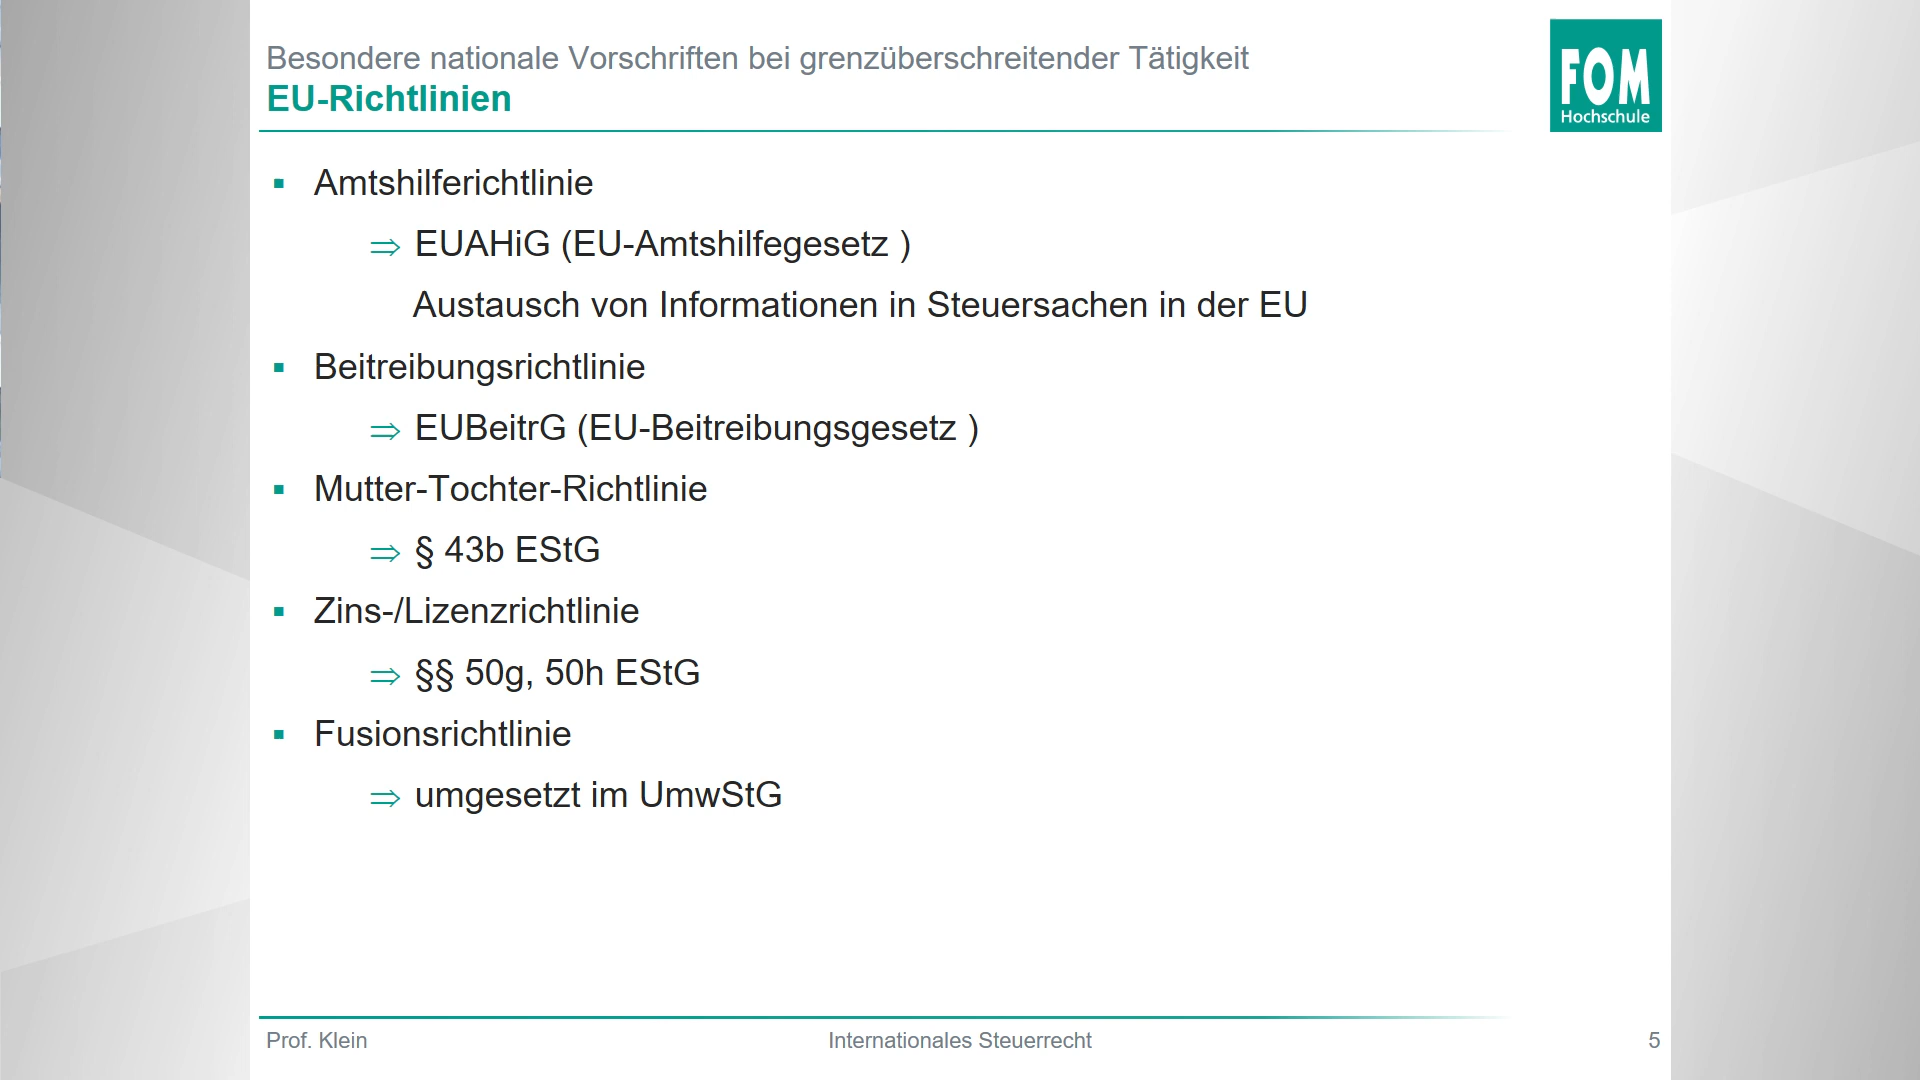 Besondere nationale Vorschriften bei grenzüberschreitender Tätigkeit
EU-Richtlinien
FOM
Hochschule
▪ Amtshilferichtlinie
⇒ EUAHiG (EU-Amtshilfegesetz )
Austausch von Informationen in Steuersachen in der EU
▪ Beitreibungsrichtlinie
⇒ EUBeitrG (EU-Beitreibungsgesetz )
▪ Mutter-Tochter-Richtlinie
⇒ § 43b EStG
▪ Zins-/Lizenzrichtlinie
⇒ §§ 50g, 50h EStG
▪ Fusionsrichtlinie
⇒ umgesetzt im UmwStG
Prof. Klein
Internationales Steuerrecht
5